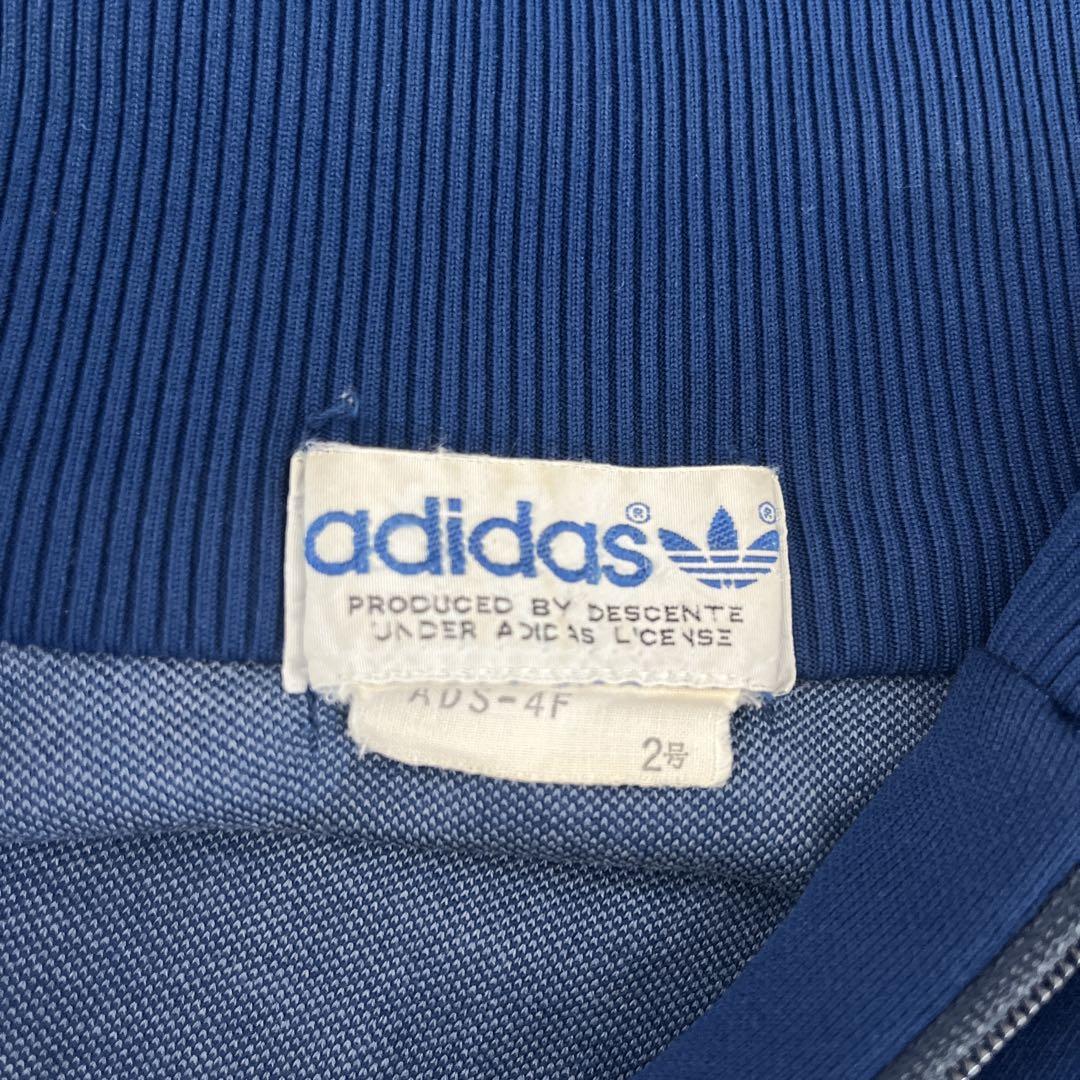 adidas® ®
PRODUCED BY DESCENTE
UNDER ADIDAS LICENSE
ADS-4F
2号